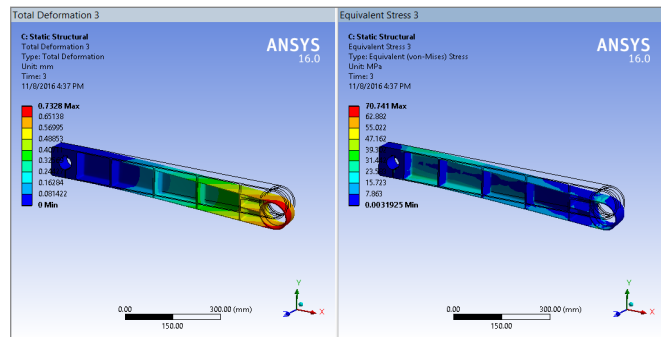 Total Deformation 3
C: Static Structural
Total Deformation 3
Type: Total Deformation
Unit: mm
Time: 3
11/8/2016 4:37 PM
ANSYS
16.0
0.7328 Max
0.65138
0.56995
0.48853
0.16284
0.081422
0 Min
0.00
300.00 (mm)
150.00
Y
X
Z
Equivalent Stress 3
C: Static Structural
Equivalent Stress 3
Type: Equivalent (von-Mises) Stress
Unit: MPa
Time: 3
11/8/2016 4:37 PM
ANSYS
16.0
70.741 Max
62.882
55.022
47.162
15.723
7.863
0.0031925 Min
0.00
300.00 (mm)
150.00
Y
X
Z